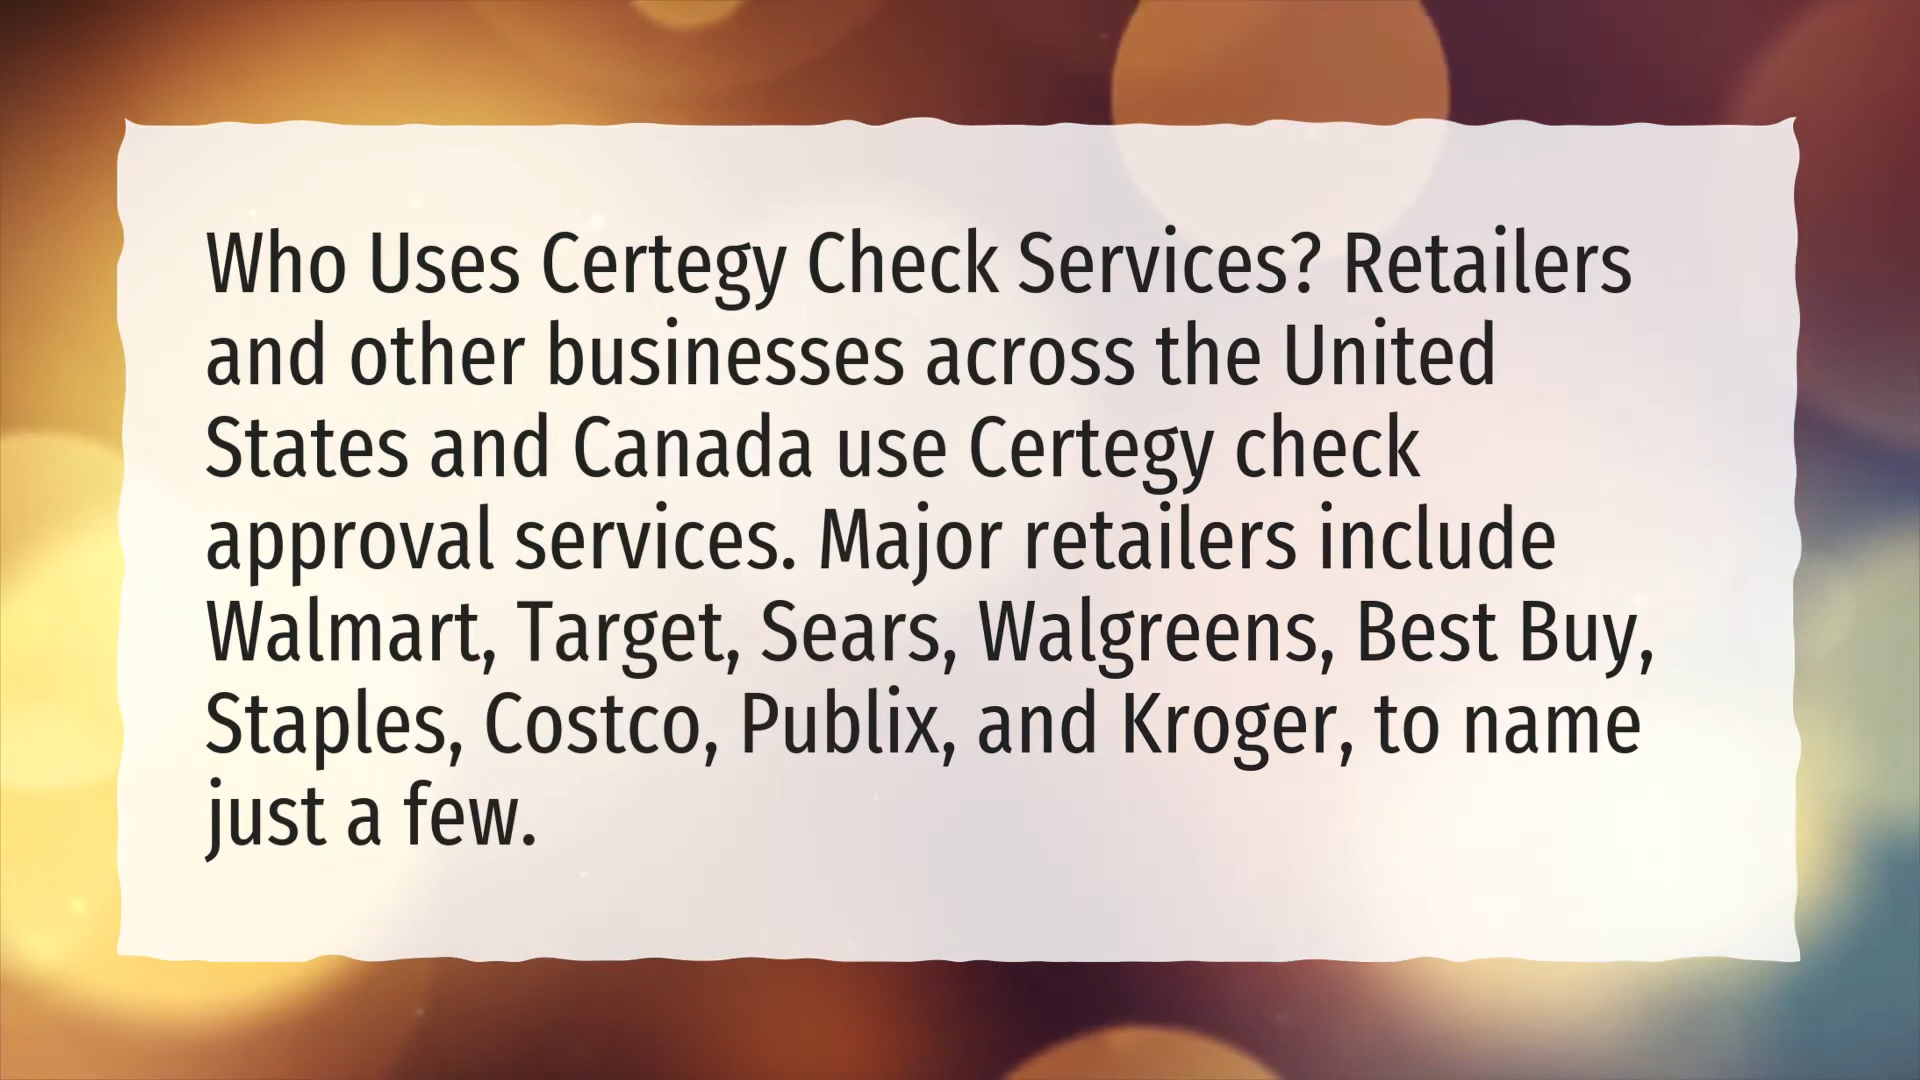 Who Uses Certegy Check Services? Retailers
and other businesses across the United
States and Canada use Certegy check
approval services. Major retailers include
Walmart, Target, Sears, Walgreens, Best Buy,
Staples, Costco, Publix, and Kroger, to name
just a few.